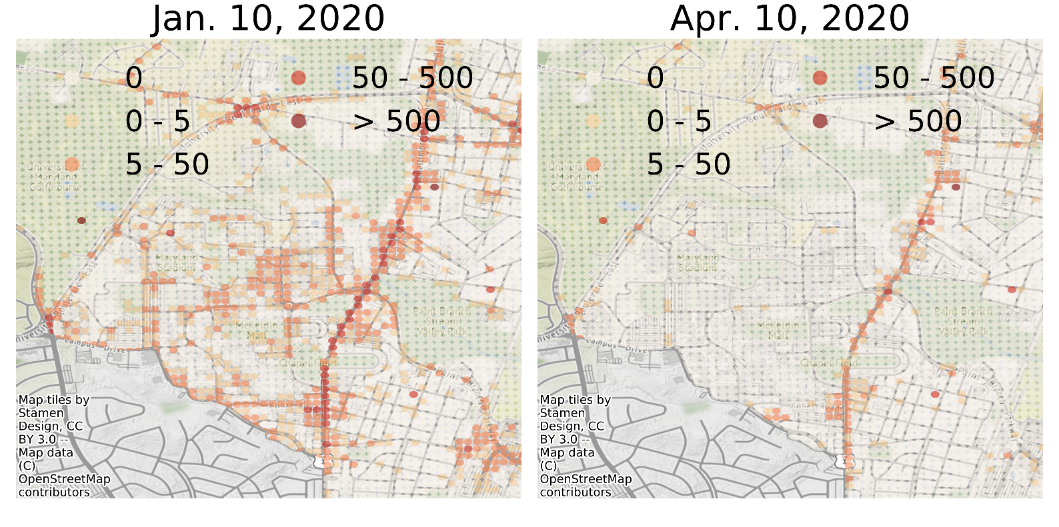 Jan. 10, 2020
Apr. 10, 2020
0
50 - 500
0 - 5
> 500
5 - 50
0
50 - 500
0 - 5
> 500
5 - 50
Campus Drive
Map tiles by
Stamen
Design, CC
BY 3.0 --
Map data
(C)
OpenStreetMap
contributors
Map tiles by
Stamen
Design, CC
BY 3.0 --
Map data
(C)
OpenStreetMap
contributors